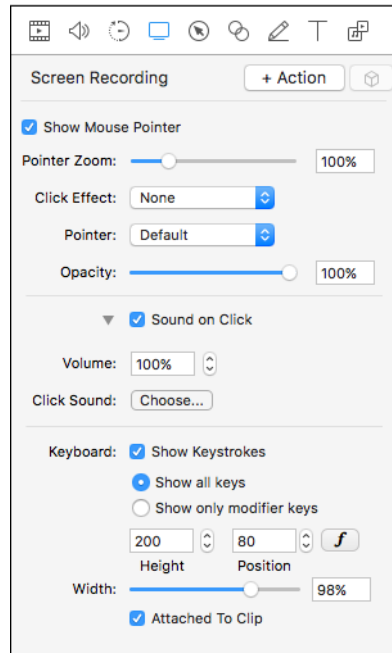 Screen Recording + Action
Show Mouse Pointer
Pointer Zoom: 100%
Click Effect: None
Pointer: Default
Opacity: 100%
Sound on Click
Volume: 100%
Click Sound: Choose...
Keyboard: Show Keystrokes
Show all keys
Show only modifier keys
200 80 f
Height Position
Width: 98%
Attached To Clip